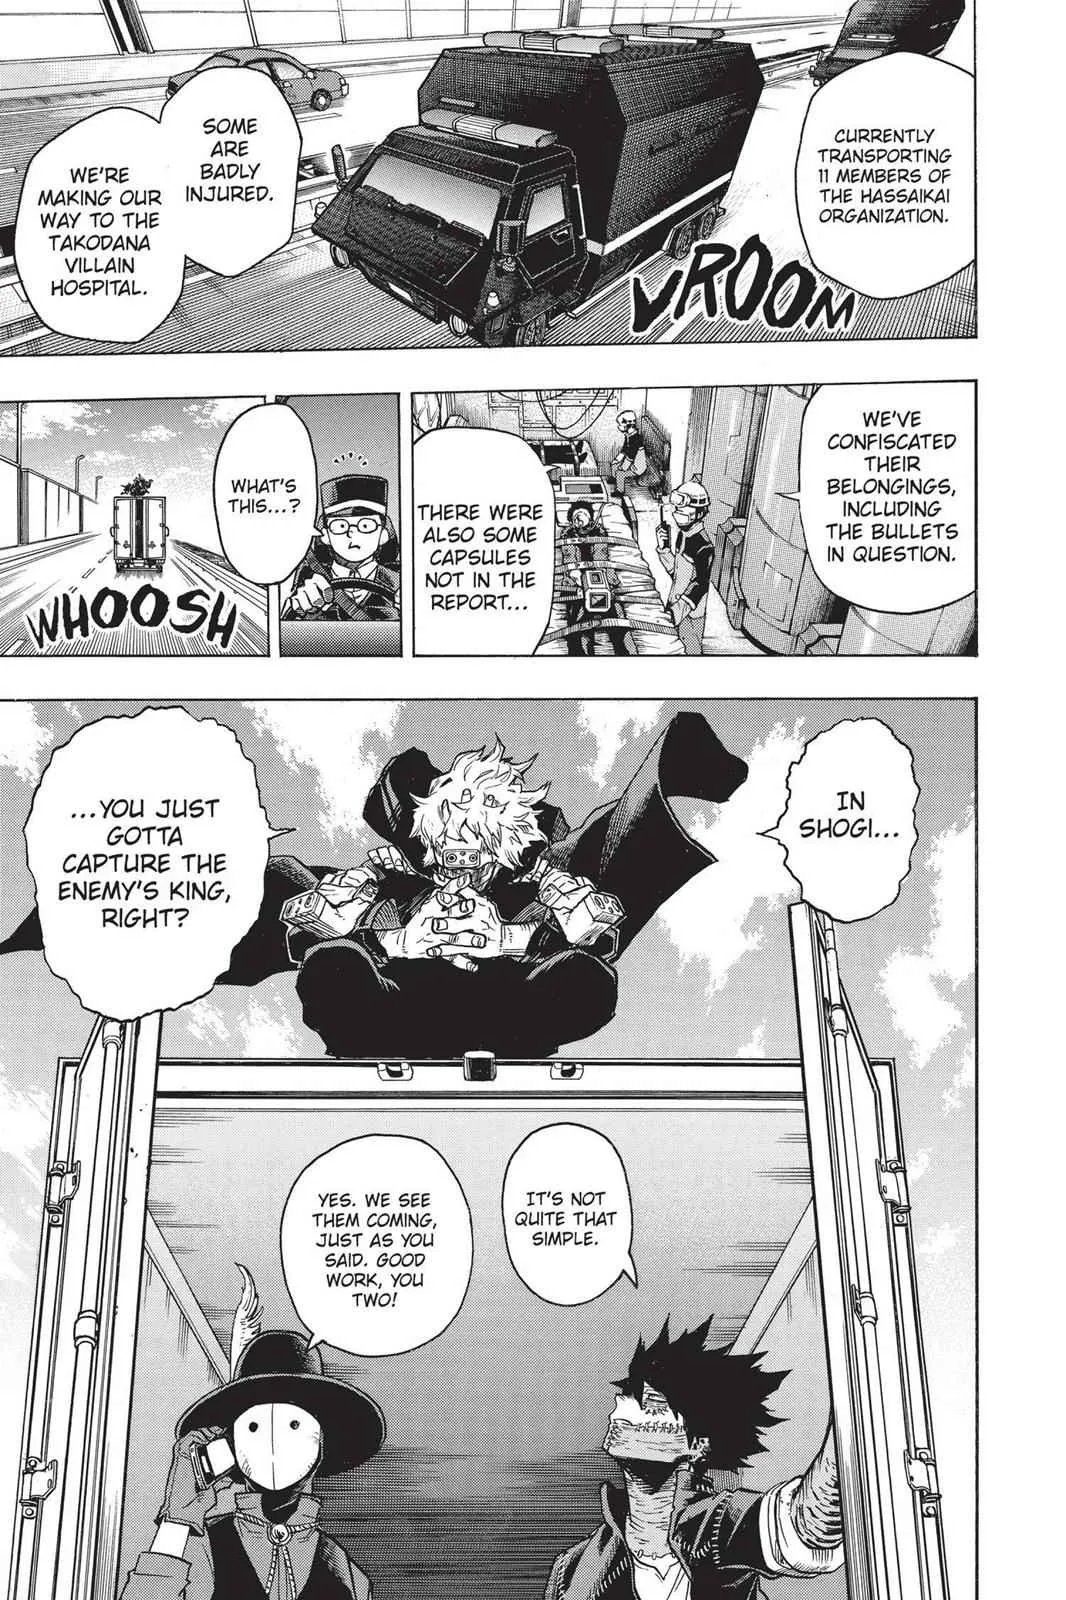 CURRENTLY
TRANSPORTING
11 MEMBERS OF
THE HASSAIKAI
ORGANIZATION.
SOME
ARE
BADLY
INJURED.
WE'RE
MAKING OUR
WAY TO THE
TAKODANA
VILLAIN
HOSPITAL.
VROOM
WE'VE
CONFISCATED
THEIR
BELONGINGS,
INCLUDING
THE BULLETS
IN QUESTION.
THERE WERE
ALSO SOME
CAPSULES
NOT IN THE
REPORT...
WHAT'S
THIS...?
WHOOSH
IN
SHOGI...
...YOU JUST
GOTTA
CAPTURE THE
ENEMY'S KING,
RIGHT?
IT'S NOT
QUITE THAT
SIMPLE.
YES. WE SEE
THEM COMING,
JUST AS YOU
SAID. GOOD
WORK, YOU
TWO!